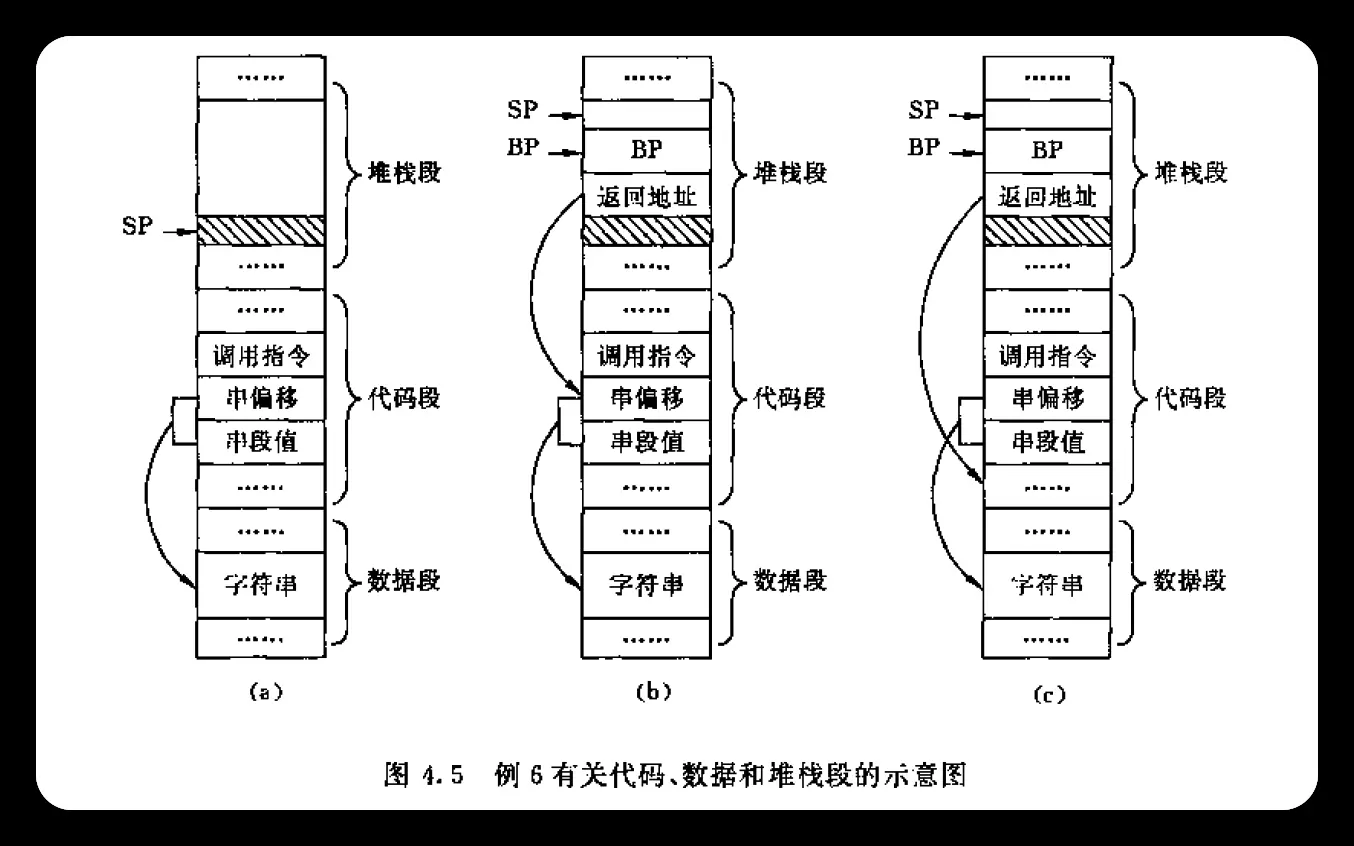 ……
堆栈段
SP
……
……
调用指令
串偏移
代码段
串段值
……
……
字符串
数据段
……
(a)
……
SP
BP
BP
堆栈段
返回地址
……
……
调用指令
串偏移
代码段
串段值
……
……
字符串
数据段
……
(b)
……
SP
BP
BP
堆栈段
返回地址
……
……
调用指令
串偏移
代码段
串段值
……
……
字符串
数据段
……
(c)
图 4.5 例 6 有关代码、数据和堆栈段的示意图